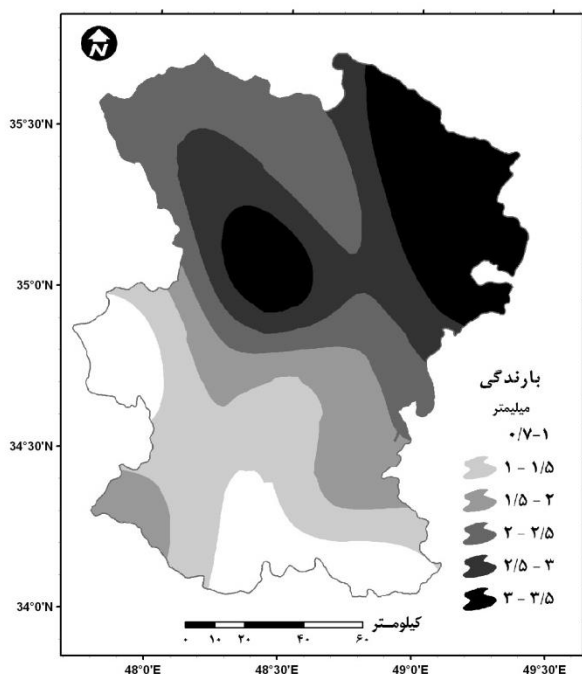 N
35°30'N
35°0'N
34°30'N
34°0'N
بارندگی
میلیمتر
۰/۷-۱
۱ - ۱/۵
۱/۵ - ۲
۲ - ۲/۵
۲/۵ - ۳
۳ - ۳/۵
کیلومتر
۰ ۱۰ ۲۰ ۴۰ ۶۰
48°0'E 48°30'E 49°0'E 49°30'E